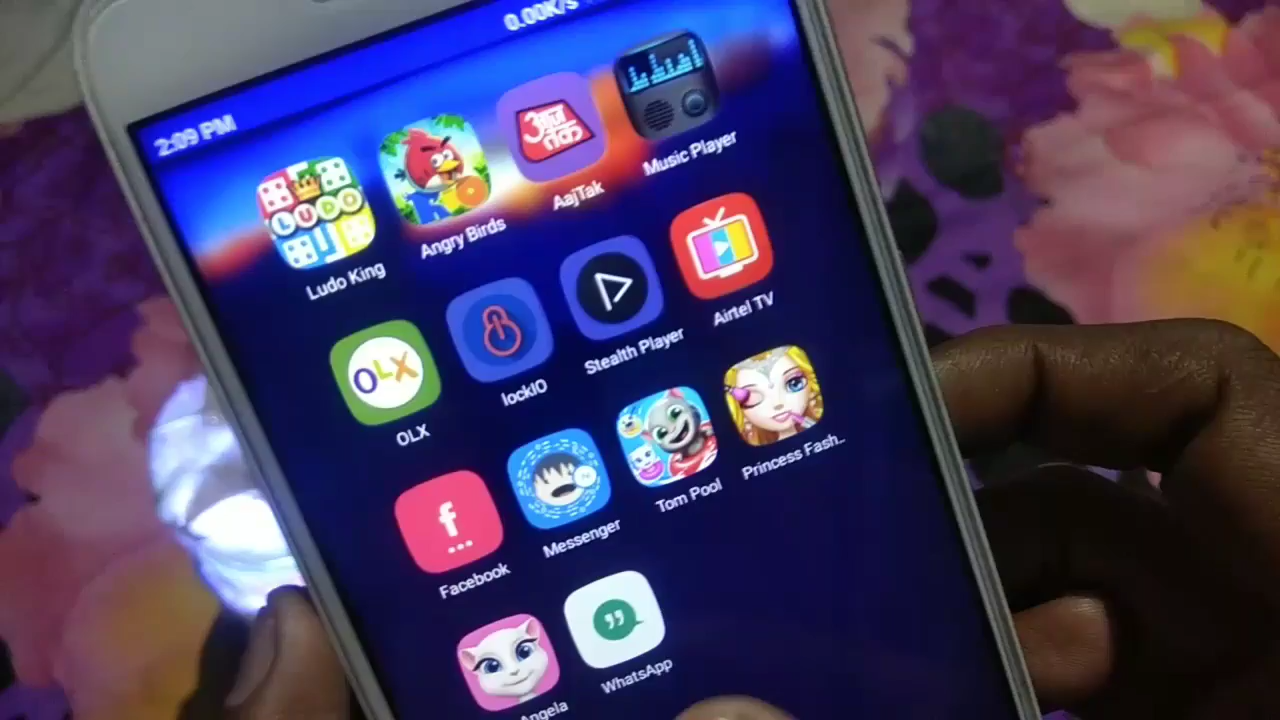 0.00K/s
2:09 PM
LUDO
आज
तक
Ludo King
Angry Birds
AajTak
Music Player
OLX
OLX
lockIO
Stealth Player
Airtel TV
f
Facebook
Messenger
Tom Pool
Princess Fash..
Angela
WhatsApp